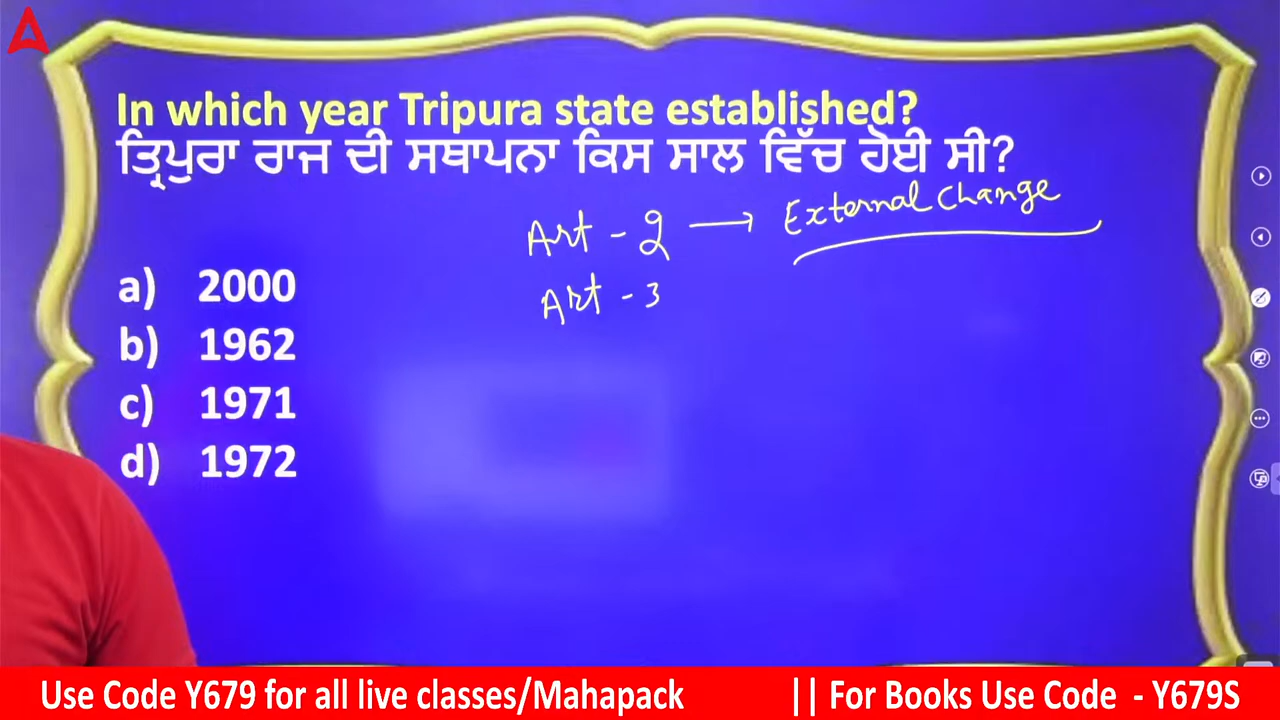 In which year Tripura state established?
ਤ੍ਰਿਪੁਰਾ ਰਾਜ ਦੀ ਸਥਾਪਨਾ ਕਿਸ ਸਾਲ ਵਿੱਚ ਹੋਈ ਸੀ?
Art - 2 → External Change
Art - 3
a) 2000
b) 1962
c) 1971
d) 1972
Use Code Y679 for all live classes/Mahapack || For Books Use Code - Y679S